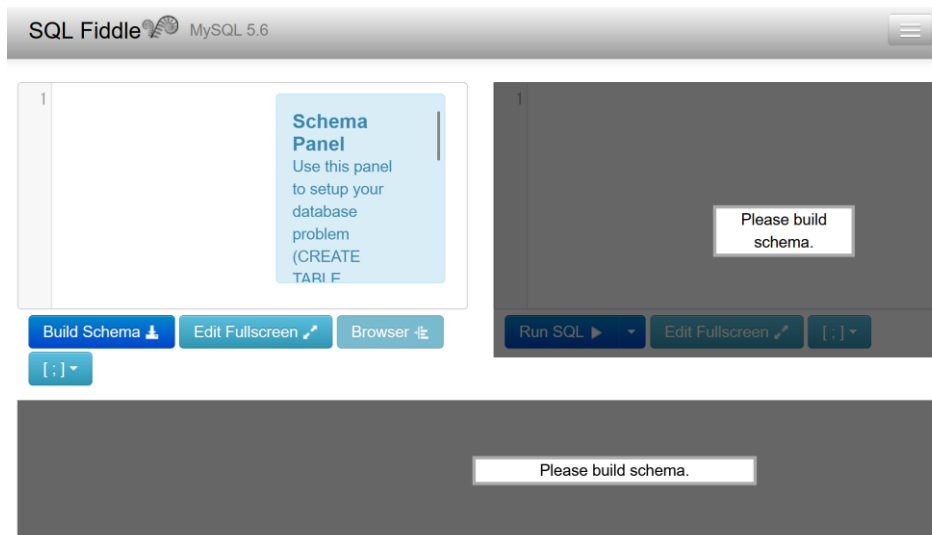 SQL Fiddle MySQL 5.6
1
Schema
Panel
Use this panel
to setup your
database
problem
(CREATE
TABLE
Build Schema
Edit Fullscreen
Browser
[ ; ]
1
Please build
schema.
Run SQL
Edit Fullscreen
[ ; ]
Please build schema.